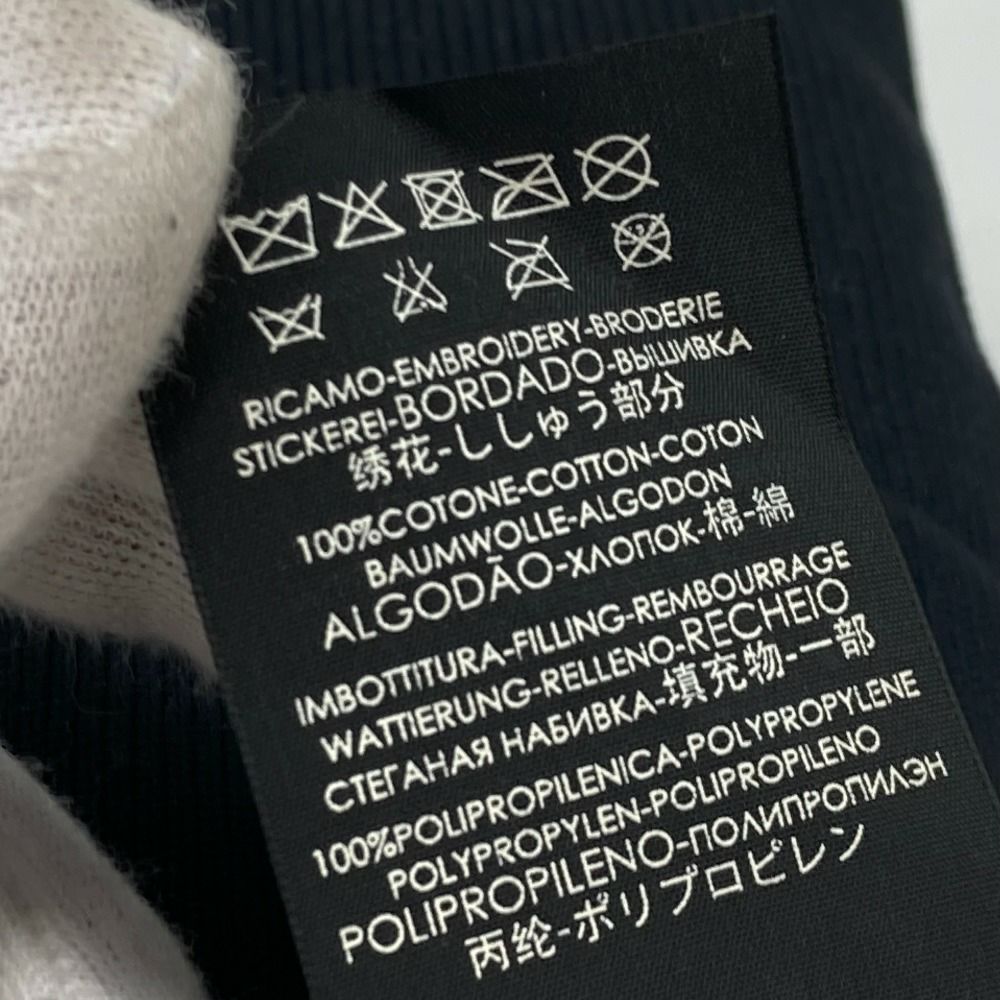 RICAMO-EMBROIDERY-BRODERIE
STICKEREI-BORDADO-ВЫШИВКА
绣花-ししゅう部分
100%COTONE-COTTON-COTON
BAUMWOLLE-ALGODON
ALGODÃO-ХЛОПОК-棉-綿
IMBOTTITURA-FILLING-REMBOURRAGE
WATTIERUNG-RELLENO-RECHEIO
СТЕГАНАЯ НАБИВКА-填充物-一部
100%POLIPROPILENICA-POLYPROPYLENE
POLYPROPYLEN-POLIPROPILENO
POLIPROPILENO-ПОЛИПРОПИЛЭН
丙纶-ポリブロピレン